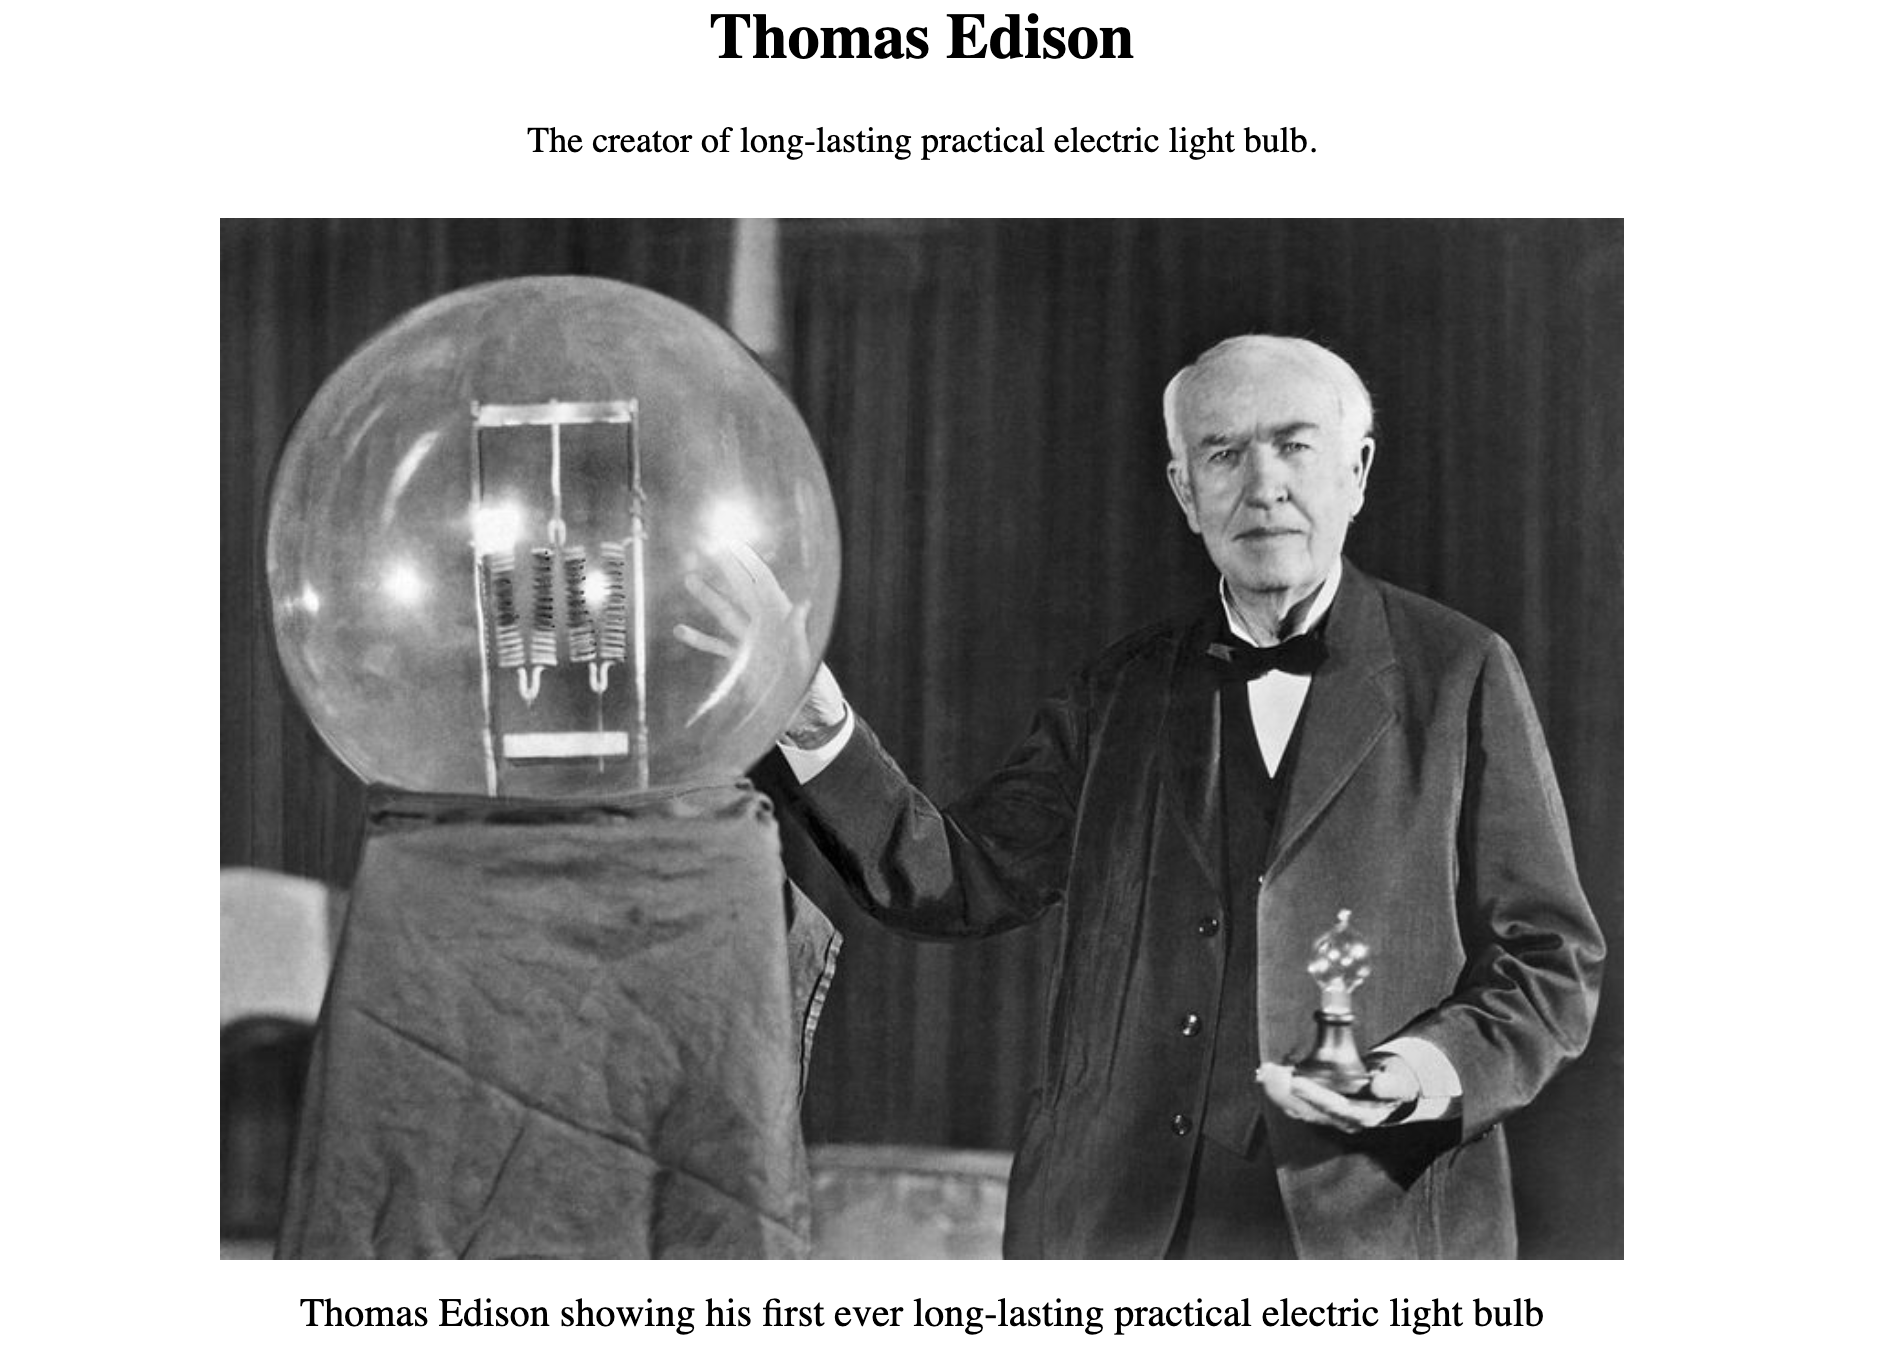 Thomas Edison
The creator of long-lasting practical electric light bulb.
Thomas Edison showing his first ever long-lasting practical electric light bulb